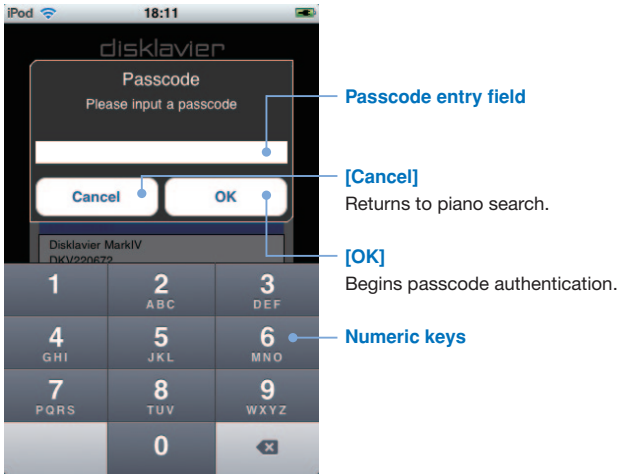 iPod 18:11
disklavier
Passcode
Please input a passcode
Cancel OK
Disklavier MarkIV
DKV220672
1 2 3
ABC DEF
4 5 6
GHI JKL MNO
7 8 9
PQRS TUV WXYZ
0
Passcode entry field
[Cancel]
Returns to piano search.
[OK]
Begins passcode authentication.
Numeric keys